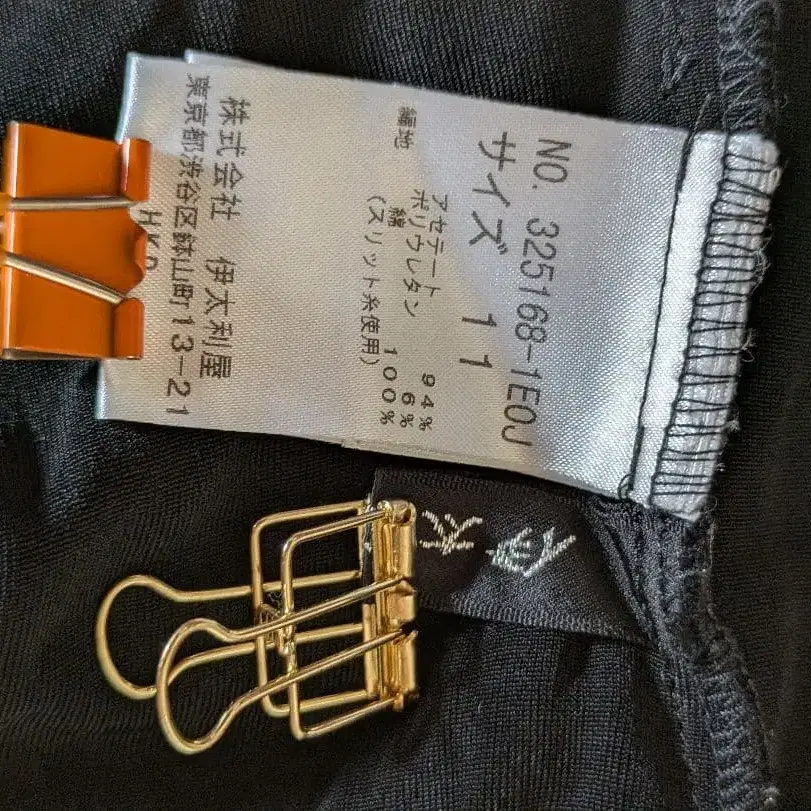 NO. 325168-1E0J
サイズ 11
アセテート 94%
ポリウレタン 6%
編地 綿 100%
(スリット糸使用)
株式会社 伊太利屋
東京都渋谷区鉢山町13-21
伊太